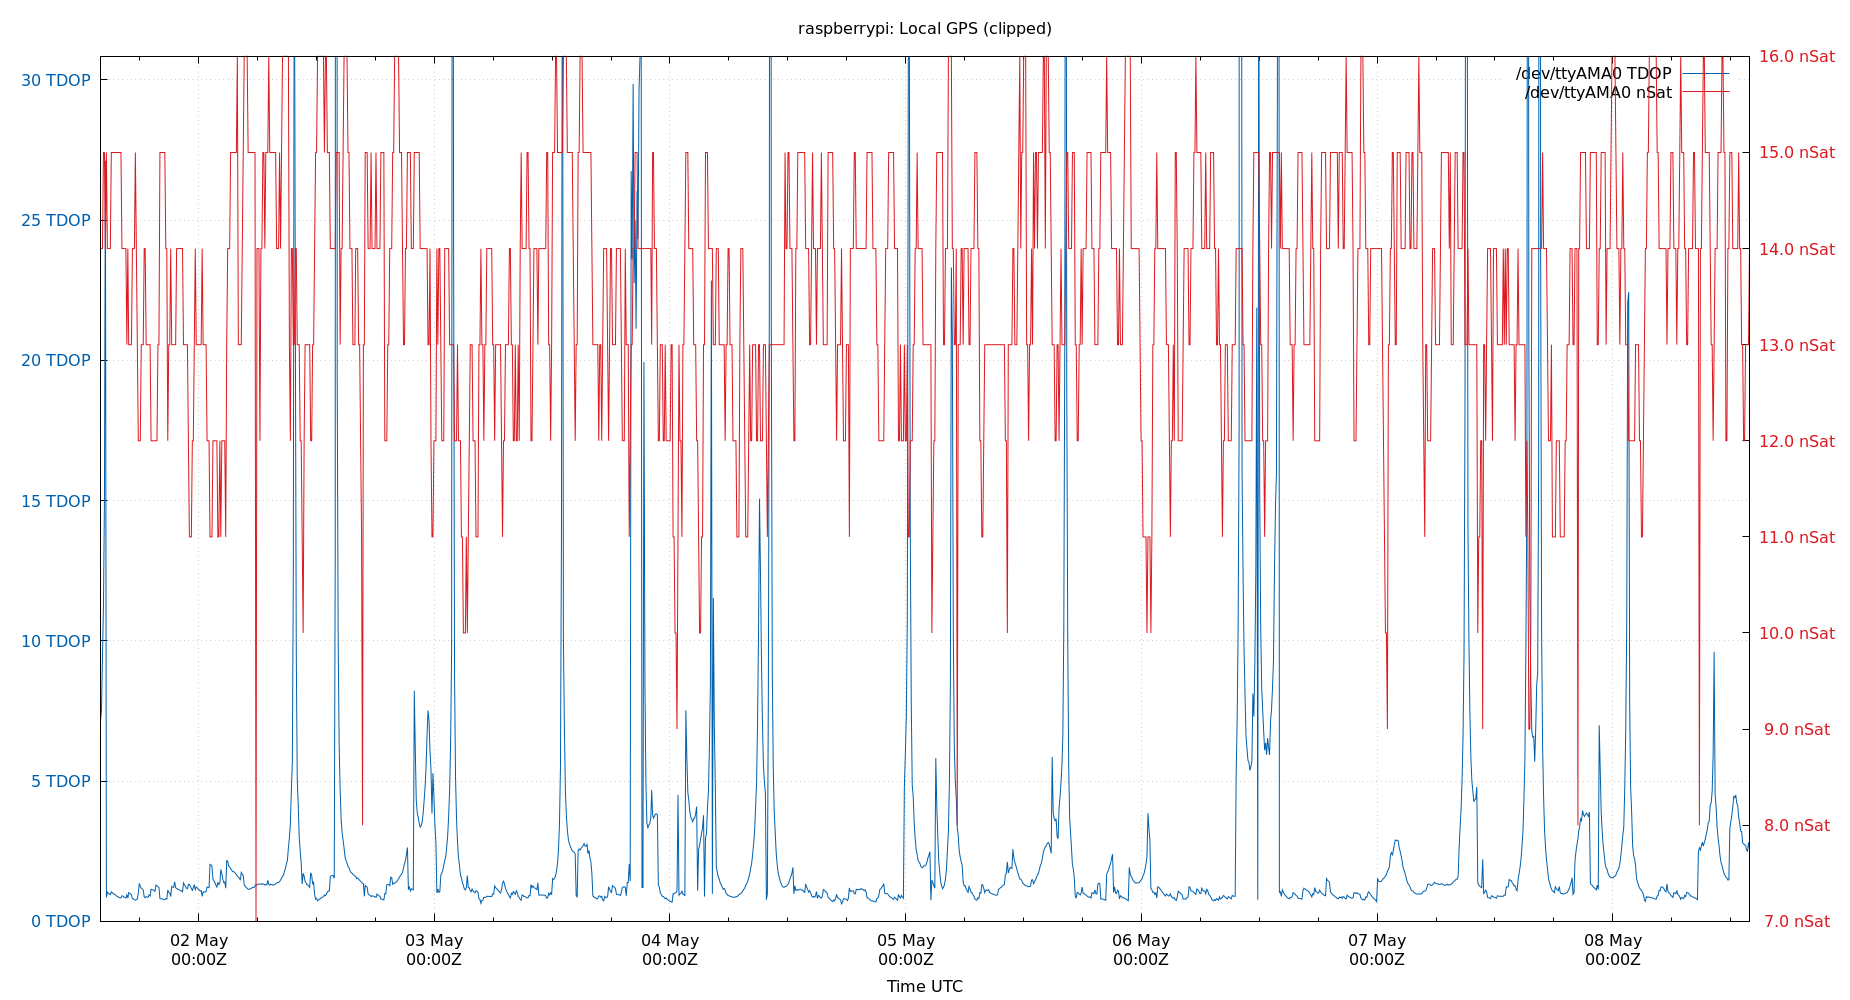 raspberrypi: Local GPS (clipped)
30 TDOP
25 TDOP
20 TDOP
15 TDOP
10 TDOP
5 TDOP
0 TDOP
/dev/ttyAMA0 TDOP
/dev/ttyAMA0 nSat
16.0 nSat
15.0 nSat
14.0 nSat
13.0 nSat
12.0 nSat
11.0 nSat
10.0 nSat
9.0 nSat
8.0 nSat
7.0 nSat
02 May
00:00Z
03 May
00:00Z
04 May
00:00Z
05 May
00:00Z
06 May
00:00Z
07 May
00:00Z
08 May
00:00Z
Time UTC